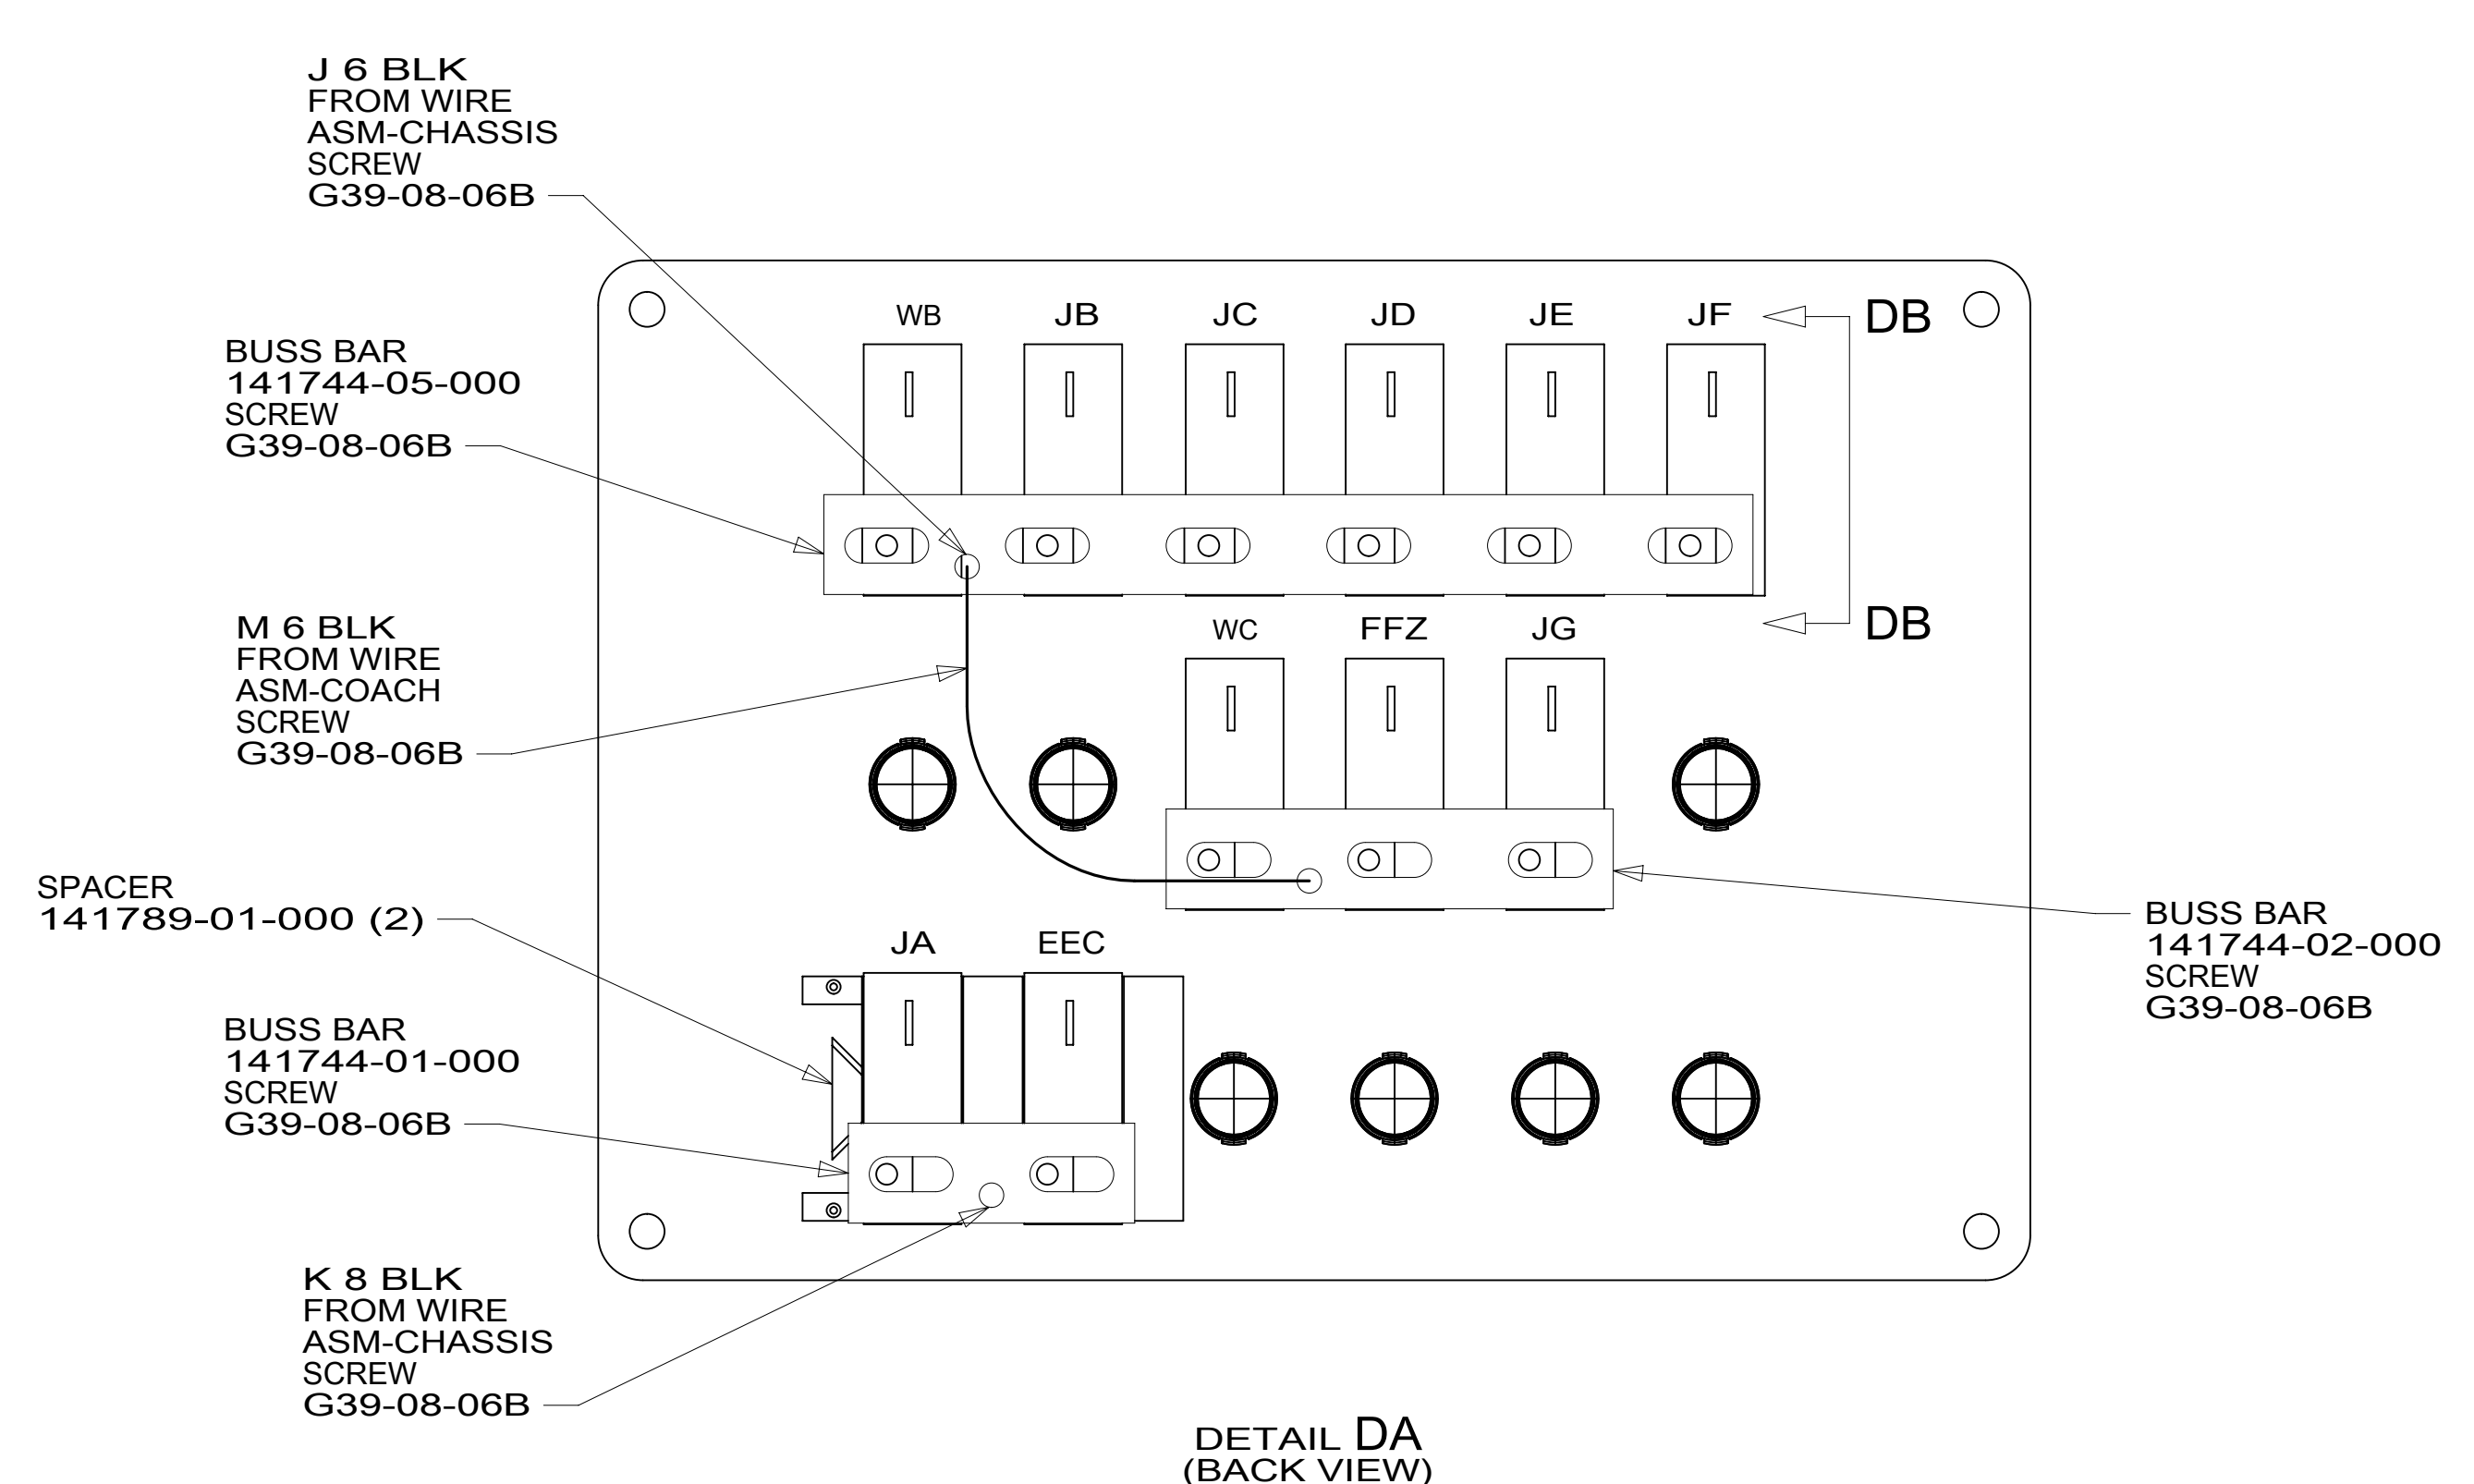 J 6 BLK
FROM WIRE
ASM-CHASSIS
SCREW
G39-08-06B
BUSS BAR
141744-05-000
SCREW
G39-08-06B
WB JB JC JD JE JF DB
DB
M 6 BLK
FROM WIRE
ASM-COACH
SCREW
G39-08-06B
WC FFZ JG
SPACER
141789-01-000 (2)
BUSS BAR
141744-02-000
SCREW
G39-08-06B
JA EEC
BUSS BAR
141744-01-000
SCREW
G39-08-06B
K 8 BLK
FROM WIRE
ASM-CHASSIS
SCREW
G39-08-06B
DETAIL DA
(BACK VIEW)